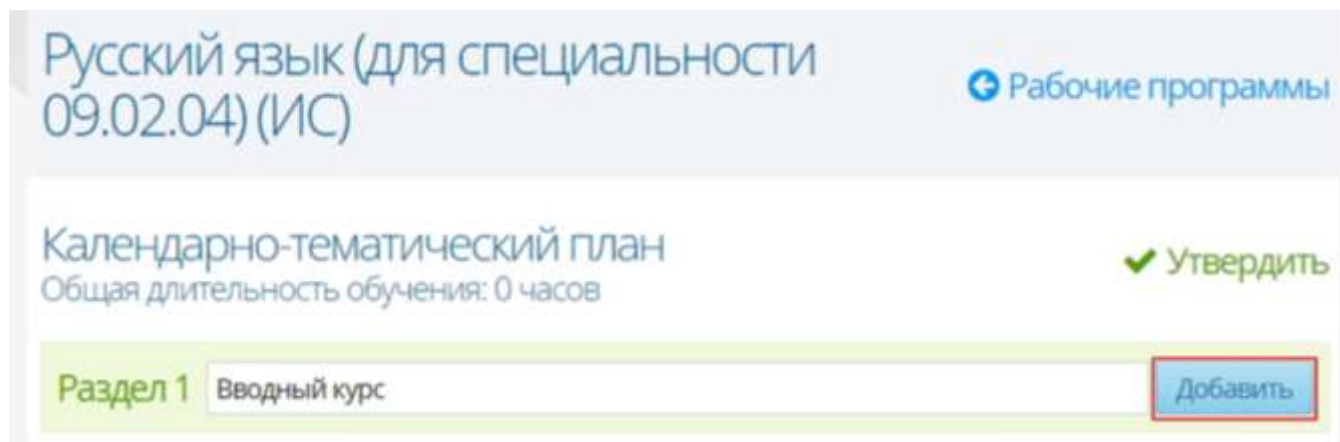 Русский язык (для специальности
09.02.04) (ИС)
Рабочие программы
Календарно-тематический план
Утвердить
Общая длительность обучения: 0 часов
Раздел 1 Вводный курс Добавить